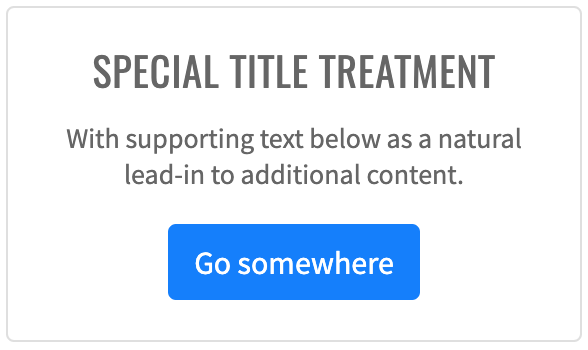 SPECIAL TITLE TREATMENT
With supporting text below as a natural
lead-in to additional content.
Go somewhere